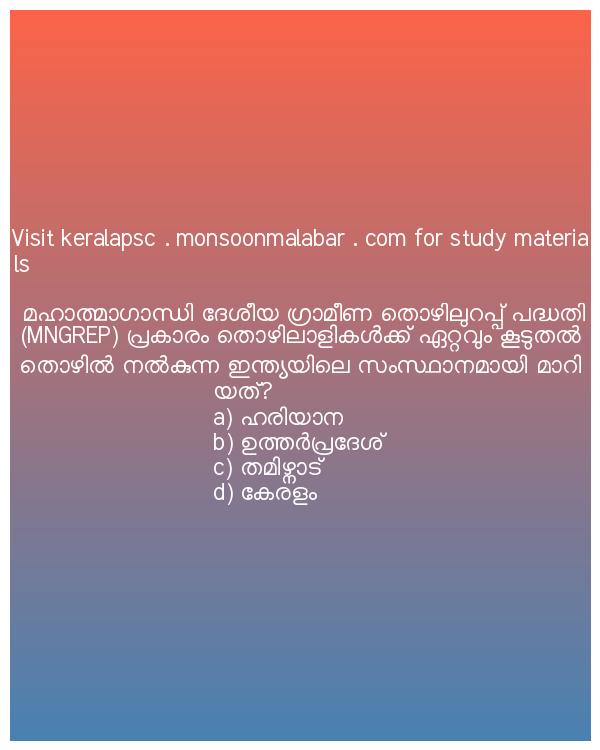 Visit keralapsc . monsoonmalabar . com for study materia
ls
മഹാത്മാഗാന്ധി ദേശീയ ഗ്രാമീണ തൊഴിലുറപ്പ് പദ്ധതി
(MNGREP) പ്രകാരം തൊഴിലാളികൾക്ക് ഏറ്റവും കൂടുതൽ
തൊഴിൽ നൽകുന്ന ഇന്ത്യയിലെ സംസ്ഥാനമായി മാറി
യത്?
a) ഹരിയാന
b) ഉത്തർപ്രദേശ്
c) തമിഴ്നാട്
d) കേരളം